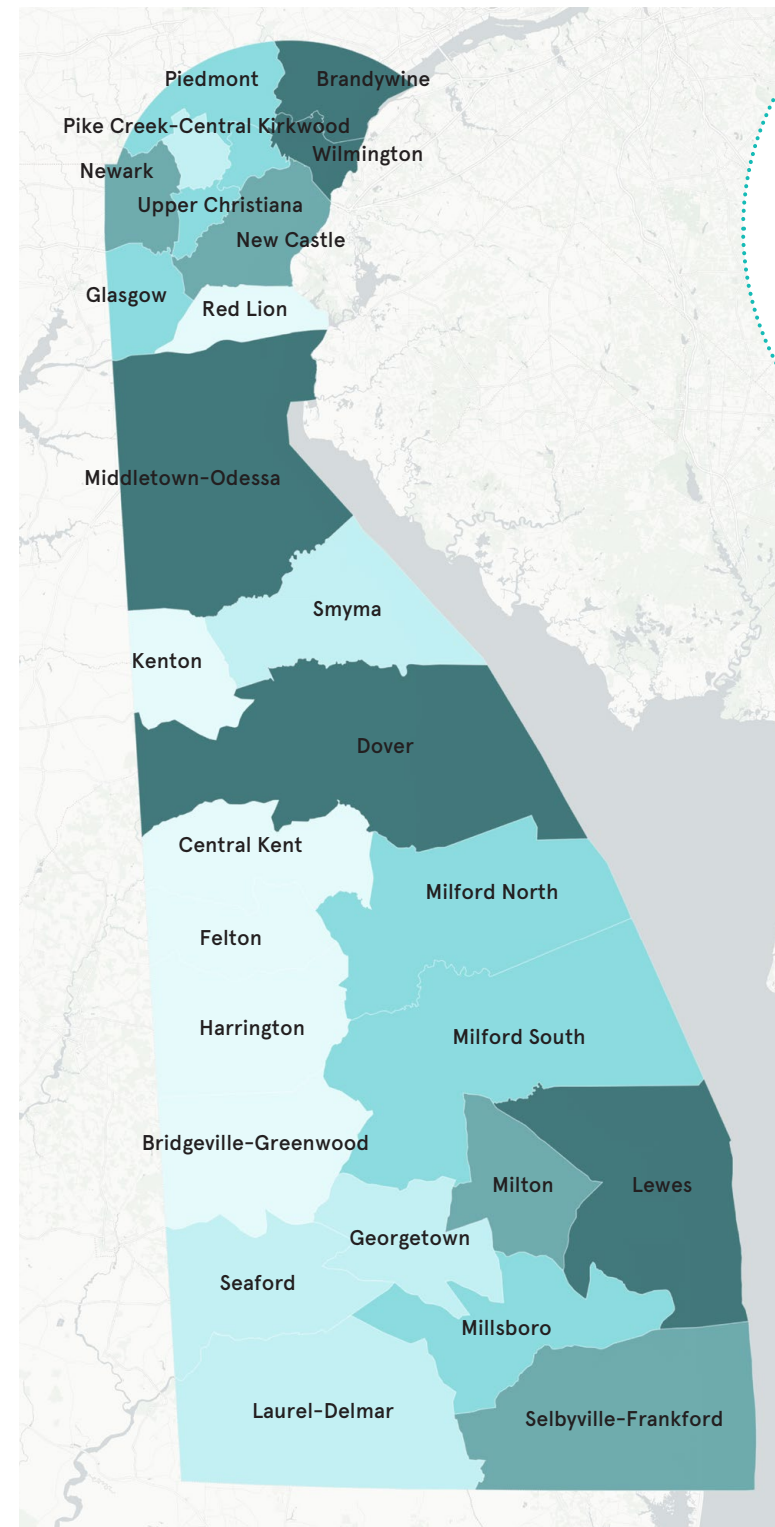 Piedmont
Brandywine
Pike Creek-Central Kirkwood
Wilmington
Newark
Upper Christiana
New Castle
Glasgow
Red Lion
Middletown-Odessa
Smyma
Kenton
Dover
Central Kent
Milford North
Felton
Harrington
Milford South
Bridgeville-Greenwood
Milton
Lewes
Georgetown
Seaford
Millsboro
Laurel-Delmar
Selbyville-Frankford